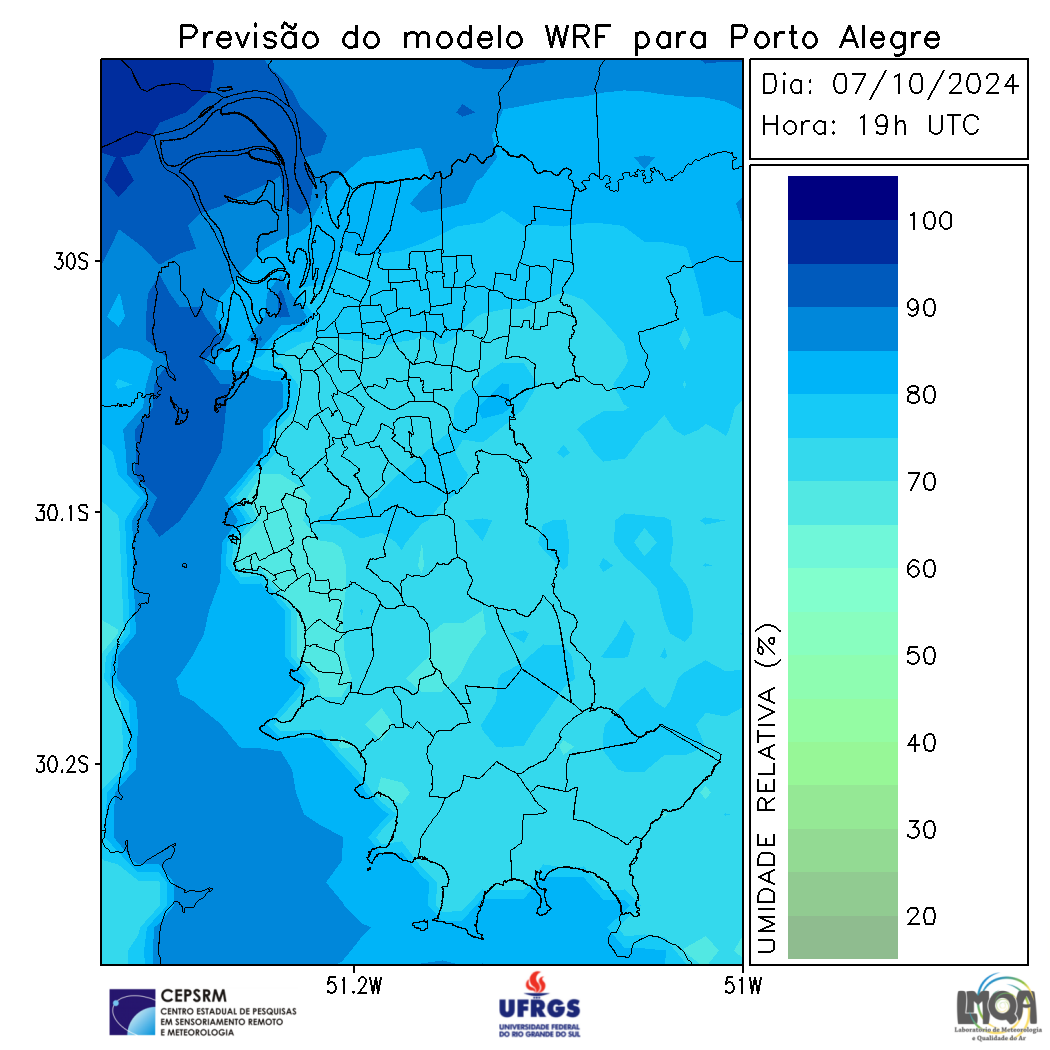 Previsão do modelo WRF para Porto Alegre
Dia: 07/10/2024
Hora: 19h UTC
100
90
80
70
60
50
40
30
20
UMIDADE RELATIVA (%)
30S
30.1S
30.2S
51.2W
51W
CEPSRM
CENTRO ESTADUAL DE PESQUISAS
EM SENSORIAMENTO REMOTO
E METEOROLOGIA
UFRGS
UNIVERSIDADE FEDERAL
DO RIO GRANDE DO SUL
LMQA
Laboratório de Meteorologia
e Qualidade do Ar